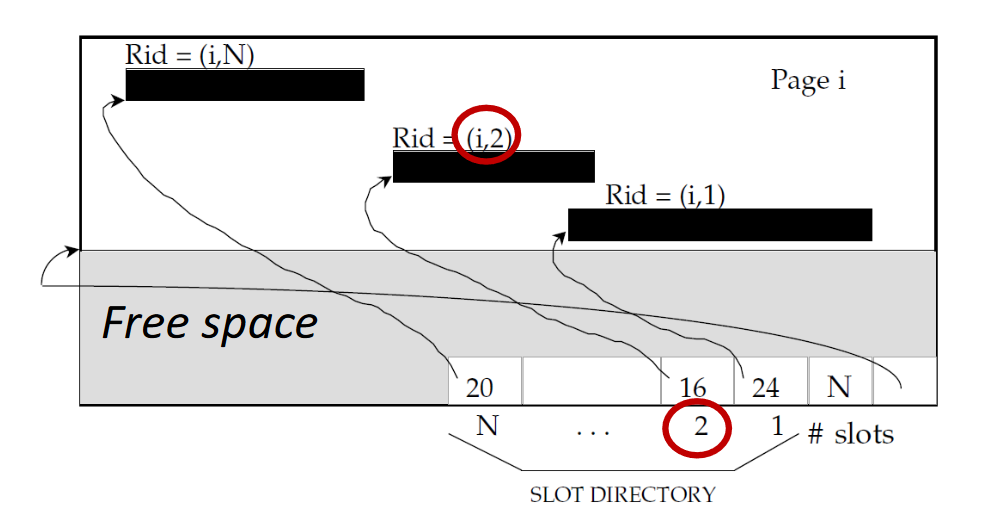 Rid = (i,N)
Page i
Rid = (i,2)
Rid = (i,1)
Free space
20 16 24 N
N ... 2 1 # slots
SLOT DIRECTORY